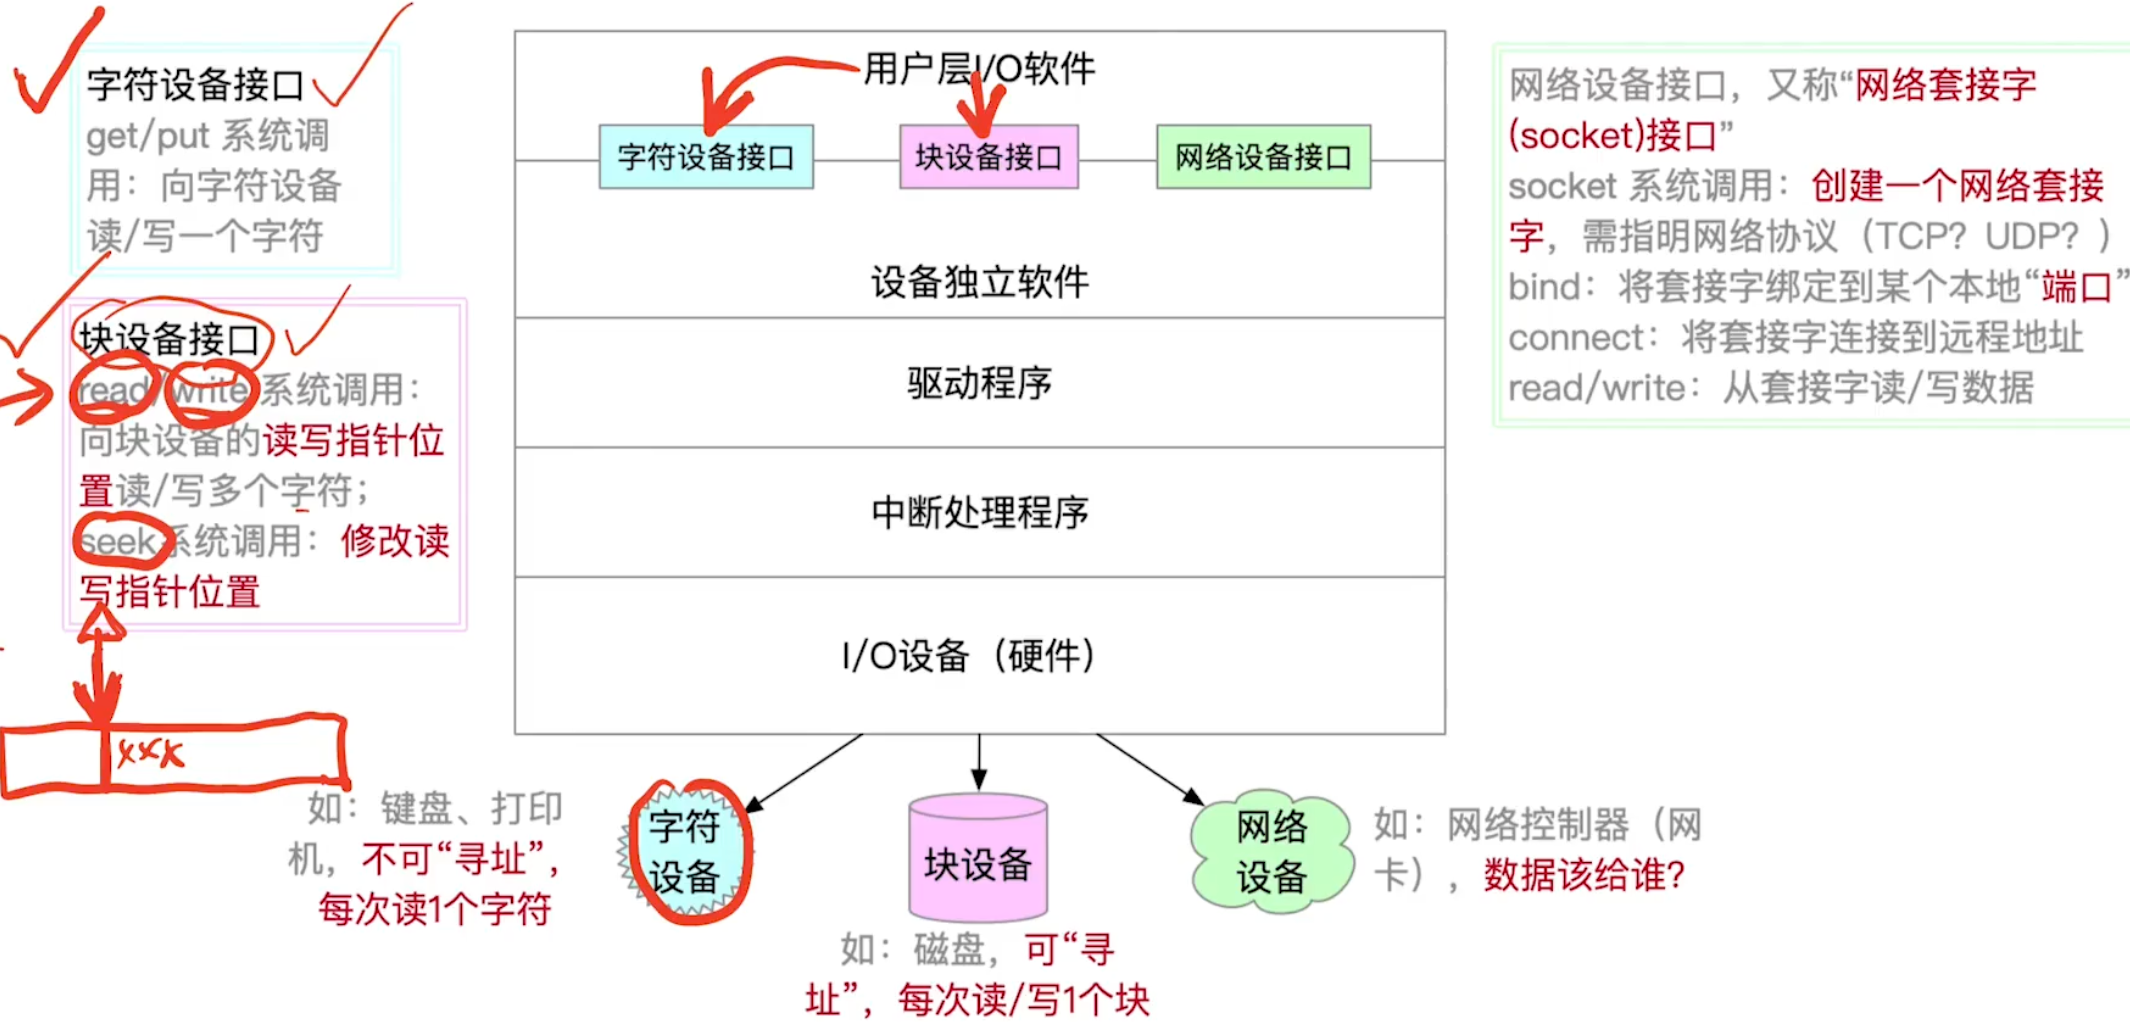 字符设备接口
get/put 系统调
用：向字符设备
读/写一个字符
块设备接口
read/write 系统调用：
向块设备的读写指针位
置读/写多个字符；
seek系统调用：修改读
写指针位置
xxx
用户层I/O软件
字符设备接口
块设备接口
网络设备接口
设备独立软件
驱动程序
中断处理程序
I/O设备（硬件）
网络设备接口，又称“网络套接字
(socket)接口”
socket 系统调用：创建一个网络套接
字，需指明网络协议（TCP？UDP？）
bind：将套接字绑定到某个本地“端口”
connect：将套接字连接到远程地址
read/write：从套接字读/写数据
如：键盘、打印
机，不可“寻址”，
每次读1个字符
字符
设备
块设备
如：磁盘，可“寻
址”，每次读/写1个块
网络
设备
如：网络控制器（网
卡），数据该给谁？